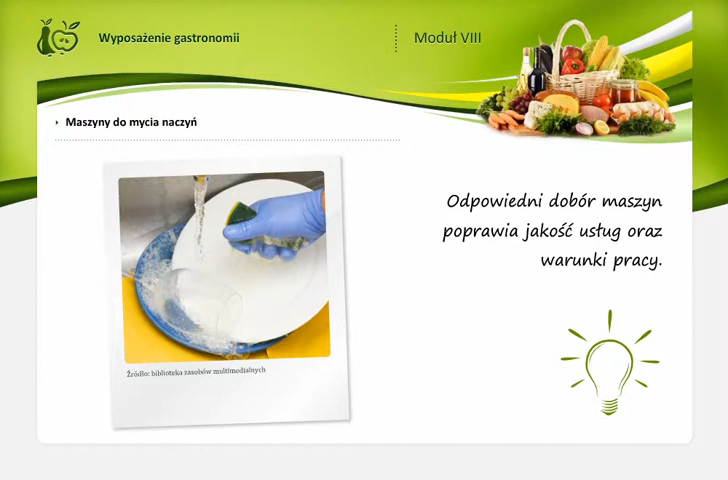 Wyposażenie gastronomii
Moduł VIII
Maszyny do mycia naczyń
Odpowiedni dobór maszyn
poprawia jakość usług oraz
warunki pracy.
Źródło: biblioteka zasobów multimedialnych